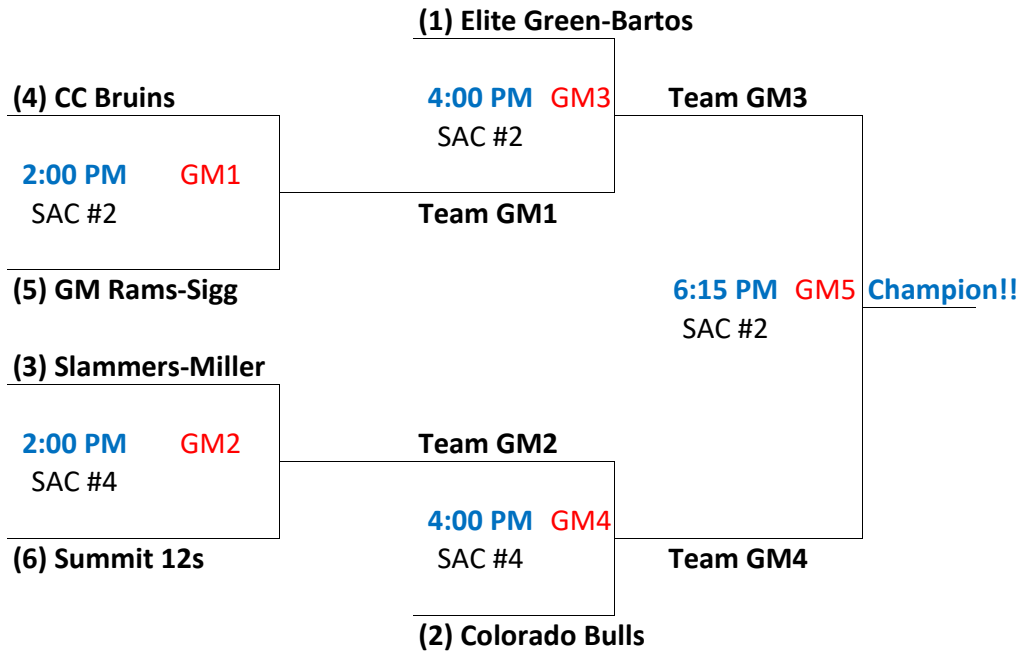 (1) Elite Green-Bartos
(4) CC Bruins
4:00 PM GM3
Team GM3
SAC #2
2:00 PM GM1
SAC #2
Team GM1
(5) GM Rams-Sigg
6:15 PM GM5
Champion!!
SAC #2
(3) Slammers-Miller
2:00 PM GM2
Team GM2
SAC #4
4:00 PM GM4
SAC #4
(6) Summit 12s
Team GM4
(2) Colorado Bulls